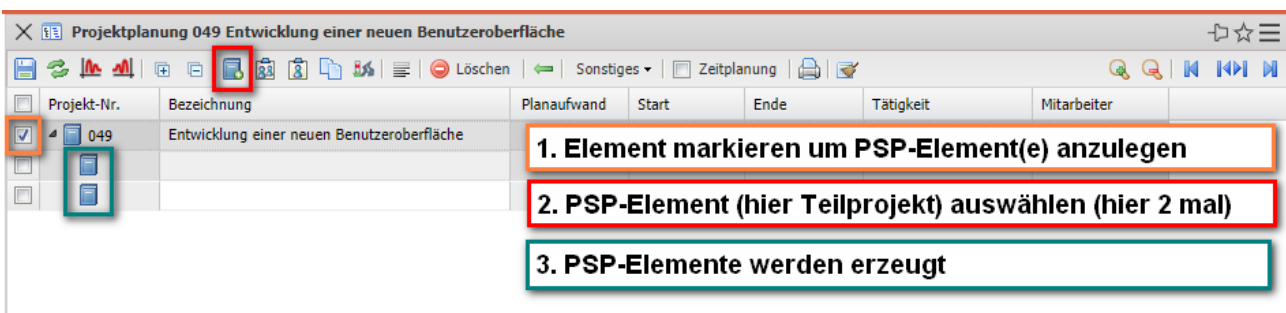 Projektplanung 049 Entwicklung einer neuen Benutzeroberfläche
Löschen Sonstiges Zeitplanung
Projekt-Nr. Bezeichnung Planaufwand Start Ende Tätigkeit Mitarbeiter
049 Entwicklung einer neuen Benutzeroberfläche
1. Element markieren um PSP-Element(e) anzulegen
2. PSP-Element (hier Teilprojekt) auswählen (hier 2 mal)
3. PSP-Elemente werden erzeugt